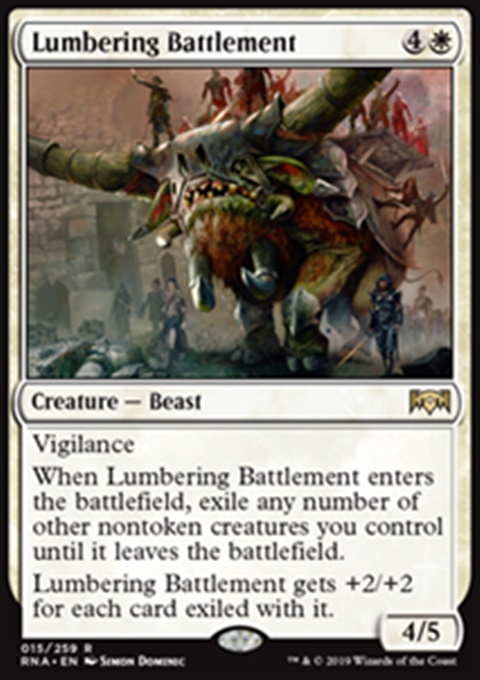 Lumbering Battlement 4
Creature — Beast
Vigilance
When Lumbering Battlement enters
the battlefield, exile any number of
other nontoken creatures you control
until it leaves the battlefield.
Lumbering Battlement gets +2/+2
for each card exiled with it.
4/5
015/259 R
RNA • EN Simon Dominic
™ & © 2019 Wizards of the Coast